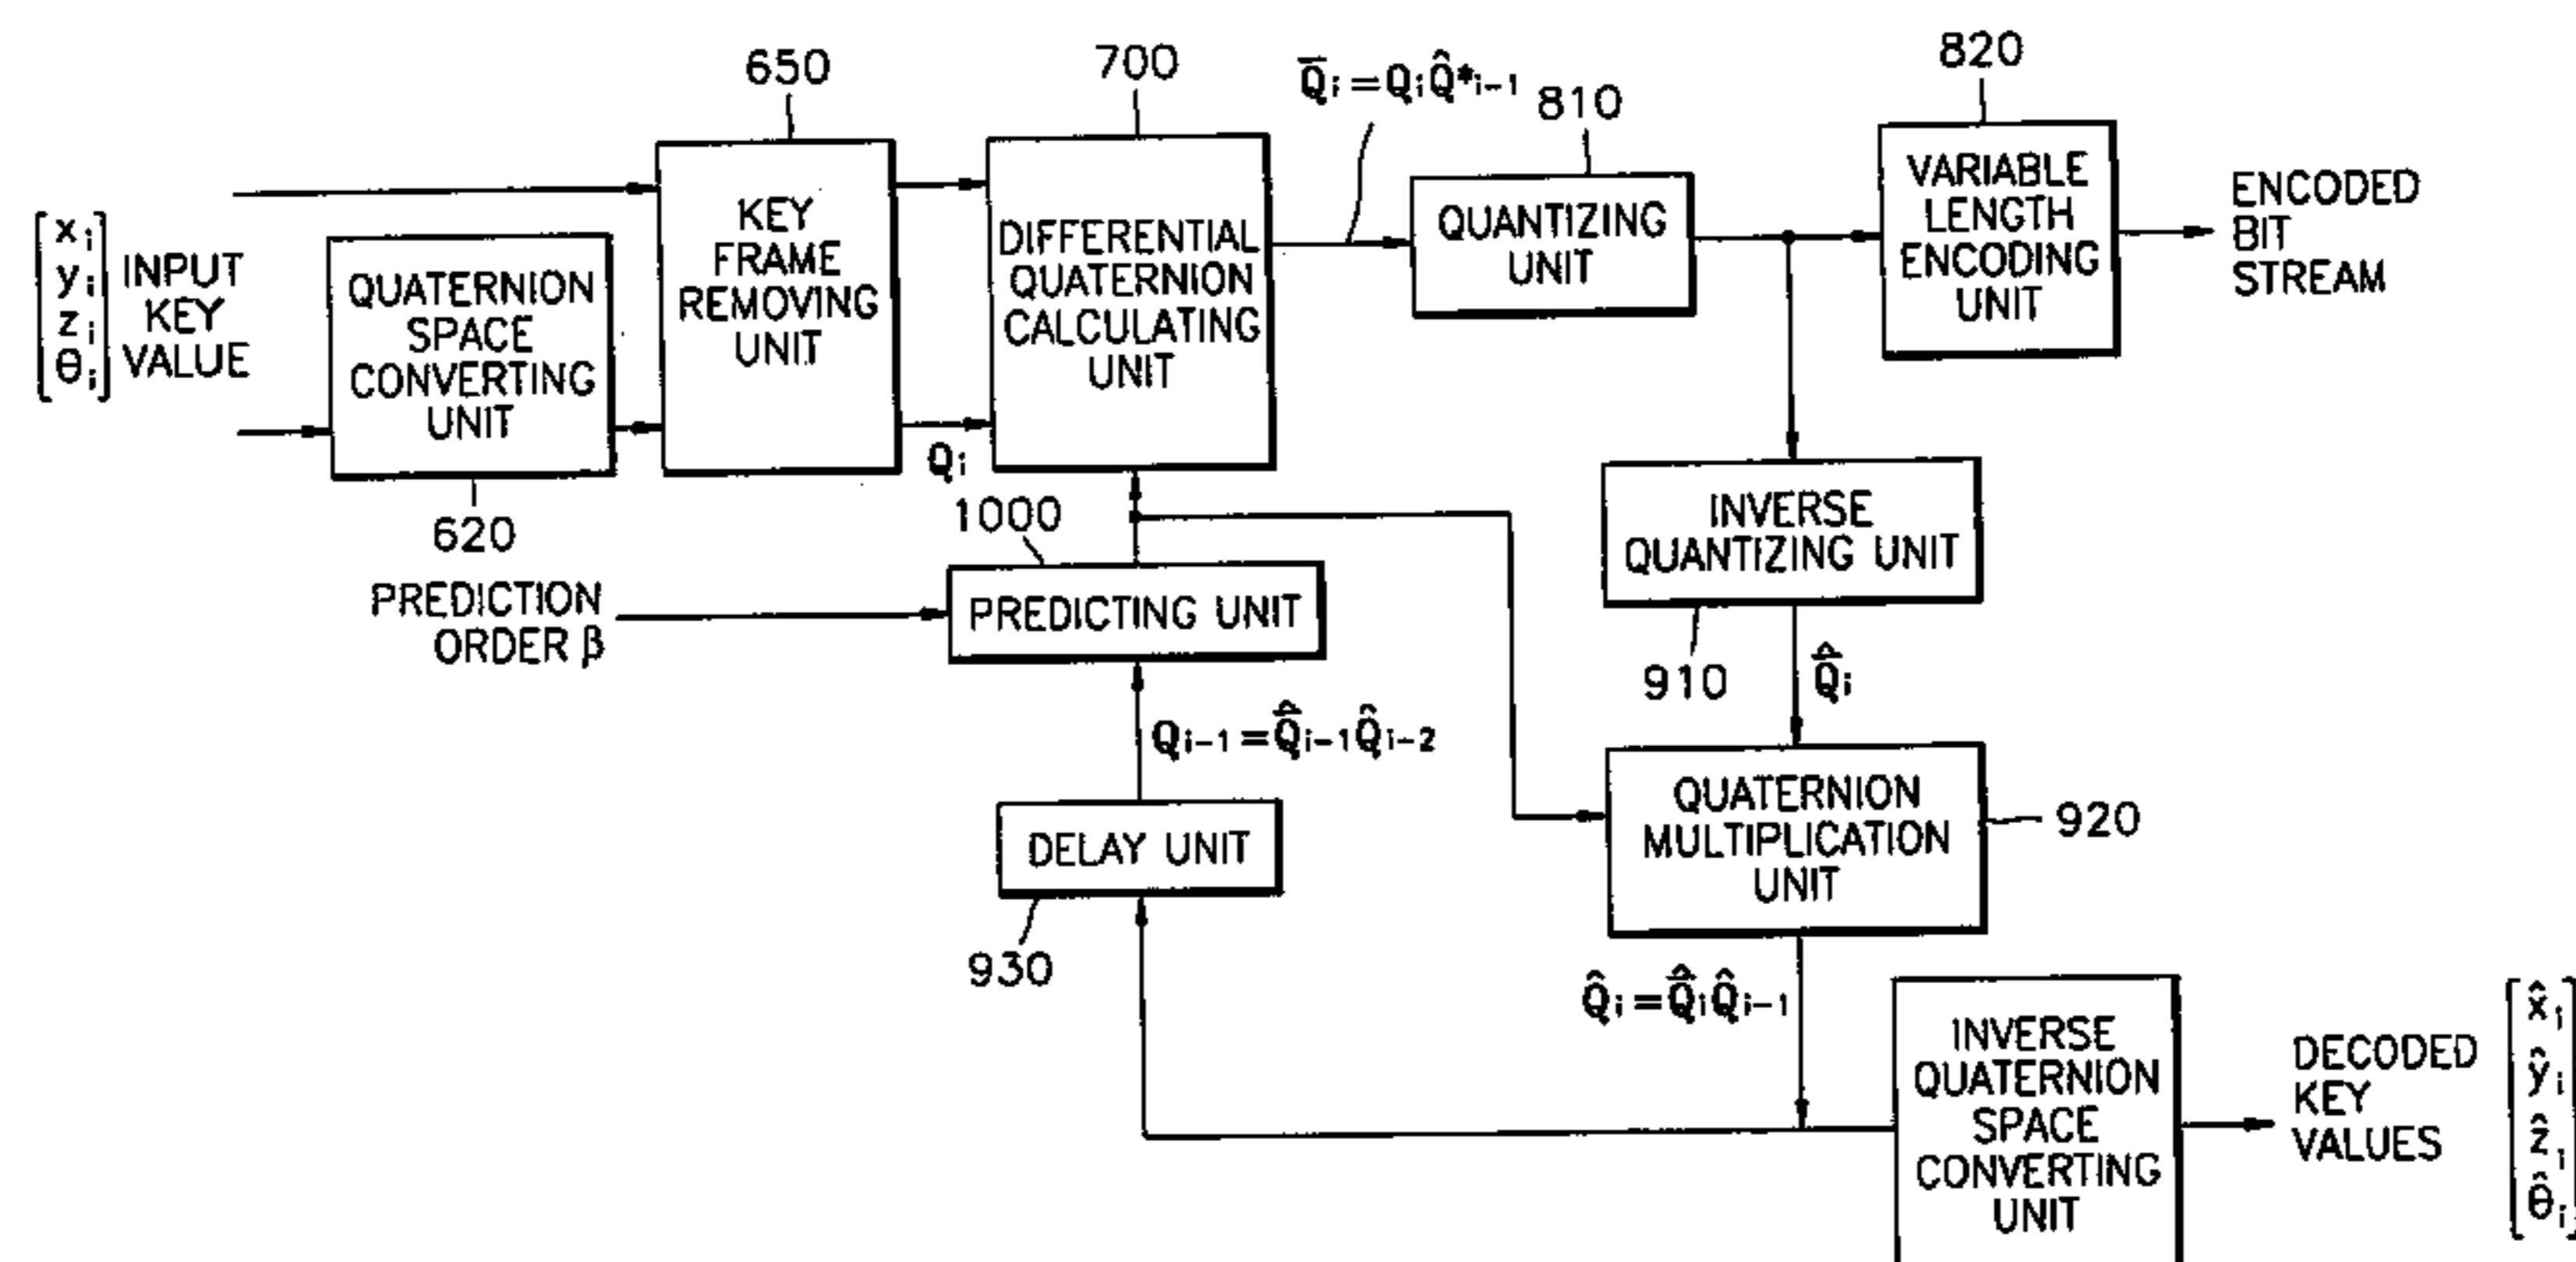 650
700
Q̄i=QiQ̂*i-1
810
820
[xi
yi
zi
θi]
INPUT
KEY
VALUE
QUATERNION
SPACE
CONVERTING
UNIT
620
KEY
FRAME
REMOVING
UNIT
Qi
DIFFERENTIAL
QUATERNION
CALCULATING
UNIT
QUANTIZING
UNIT
VARIABLE
LENGTH
ENCODING
UNIT
ENCODED
BIT
STREAM
1000
PREDICTION
ORDER β
PREDICTING UNIT
INVERSE
QUANTIZING UNIT
910
Q̄̂i
Qi-1=Q̄̂i-1Q̂i-2
DELAY UNIT
930
QUATERNION
MULTIPLICATION
UNIT
920
Q̂i=Q̄̂iQ̂i-1
INVERSE
QUATERNION
SPACE
CONVERTING
UNIT
DECODED
KEY
VALUES
[x̂i
ŷi
ẑi
θ̂i]